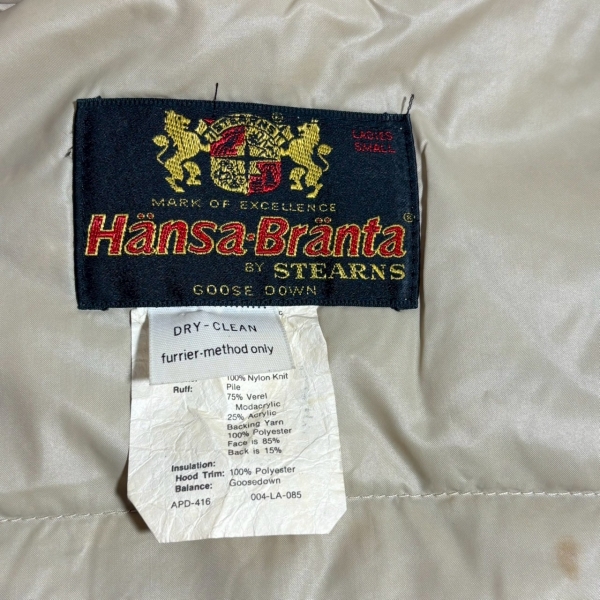 STEARNS
LADIES
SMALL
MARK OF EXCELLENCE
Hänsa·Bränta®
BY STEARNS
GOOSE DOWN
DRY-CLEAN
furrier-method only
100% Nylon Knit
Ruff: Pile
75% Verel
Modacrylic
25% Acrylic
Backing Yarn
100% Polyester
Face is 85%
Back is 15%
Insulation:
Hood Trim: 100% Polyester
Balance: Goosedown
APD-416 004-LA-085